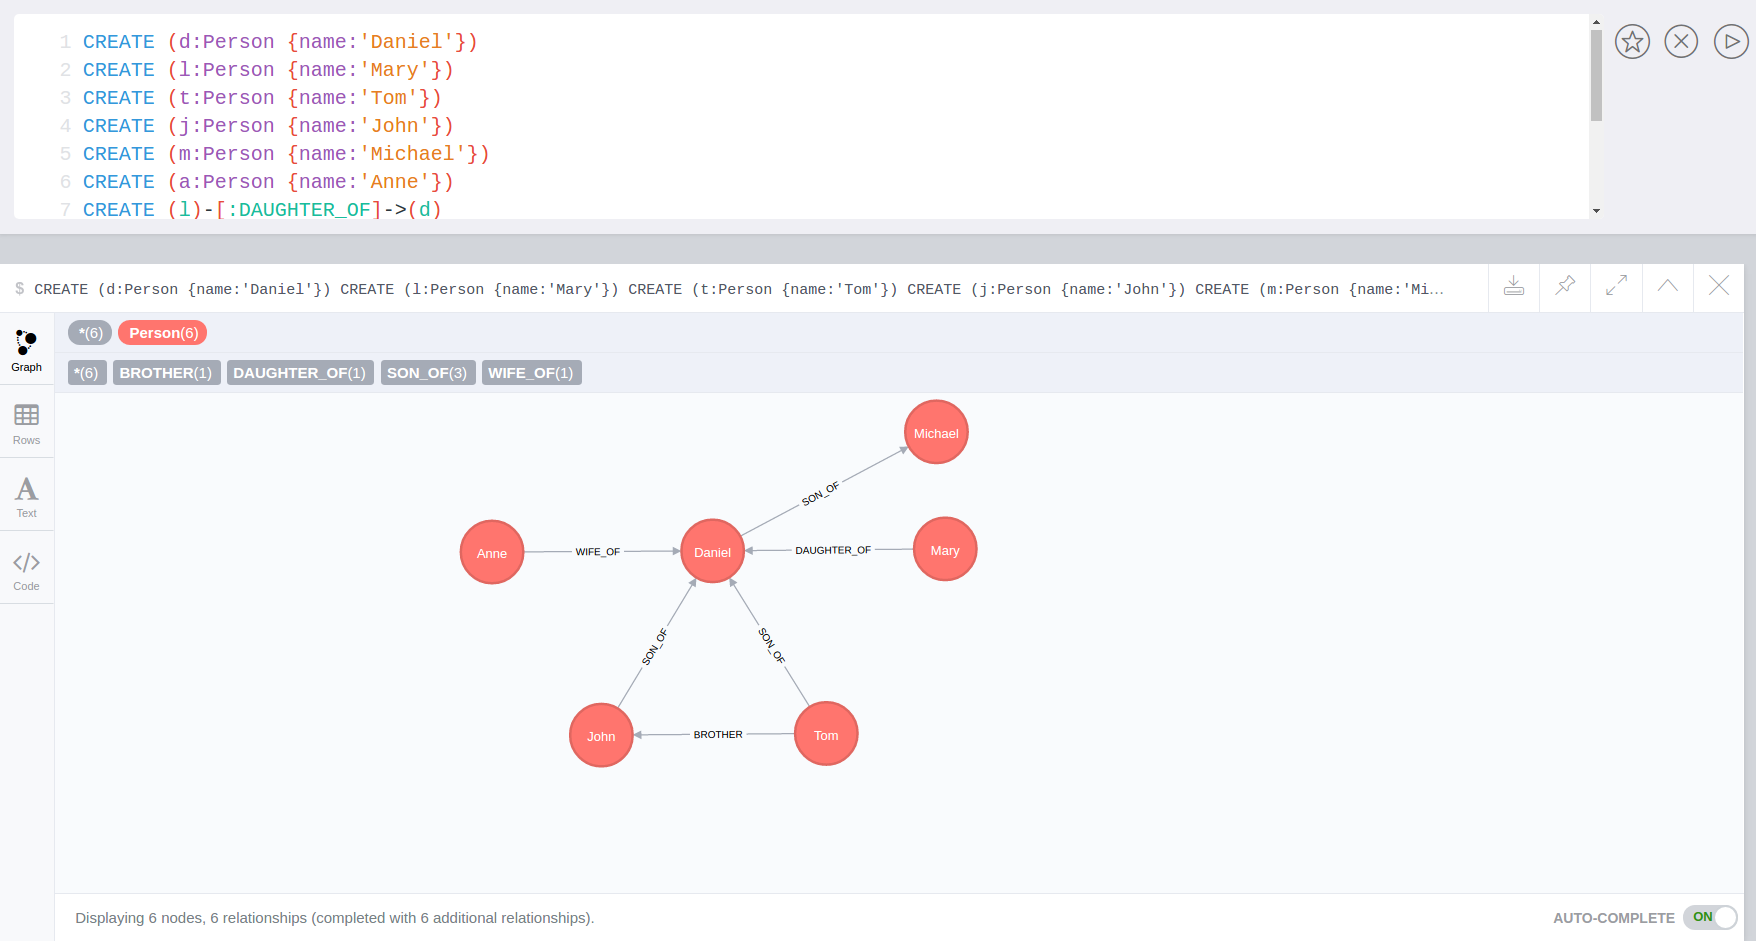 1 CREATE (d:Person {name:'Daniel'})
2 CREATE (l:Person {name:'Mary'})
3 CREATE (t:Person {name:'Tom'})
4 CREATE (j:Person {name:'John'})
5 CREATE (m:Person {name:'Michael'})
6 CREATE (a:Person {name:'Anne'})
7 CREATE (l)-[:DAUGHTER_OF]->(d)
$ CREATE (d:Person {name:'Daniel'}) CREATE (l:Person {name:'Mary'}) CREATE (t:Person {name:'Tom'}) CREATE (j:Person {name:'John'}) CREATE (m:Person {name:'Mi...
*(6) Person(6)
*(6) BROTHER(1) DAUGHTER_OF(1) SON_OF(3) WIFE_OF(1)
Graph
Rows
Text
Code
Michael
SON_OF
Anne WIFE_OF Daniel DAUGHTER_OF Mary
SON_OF SON_OF
John BROTHER Tom
Displaying 6 nodes, 6 relationships (completed with 6 additional relationships).
AUTO-COMPLETE ON